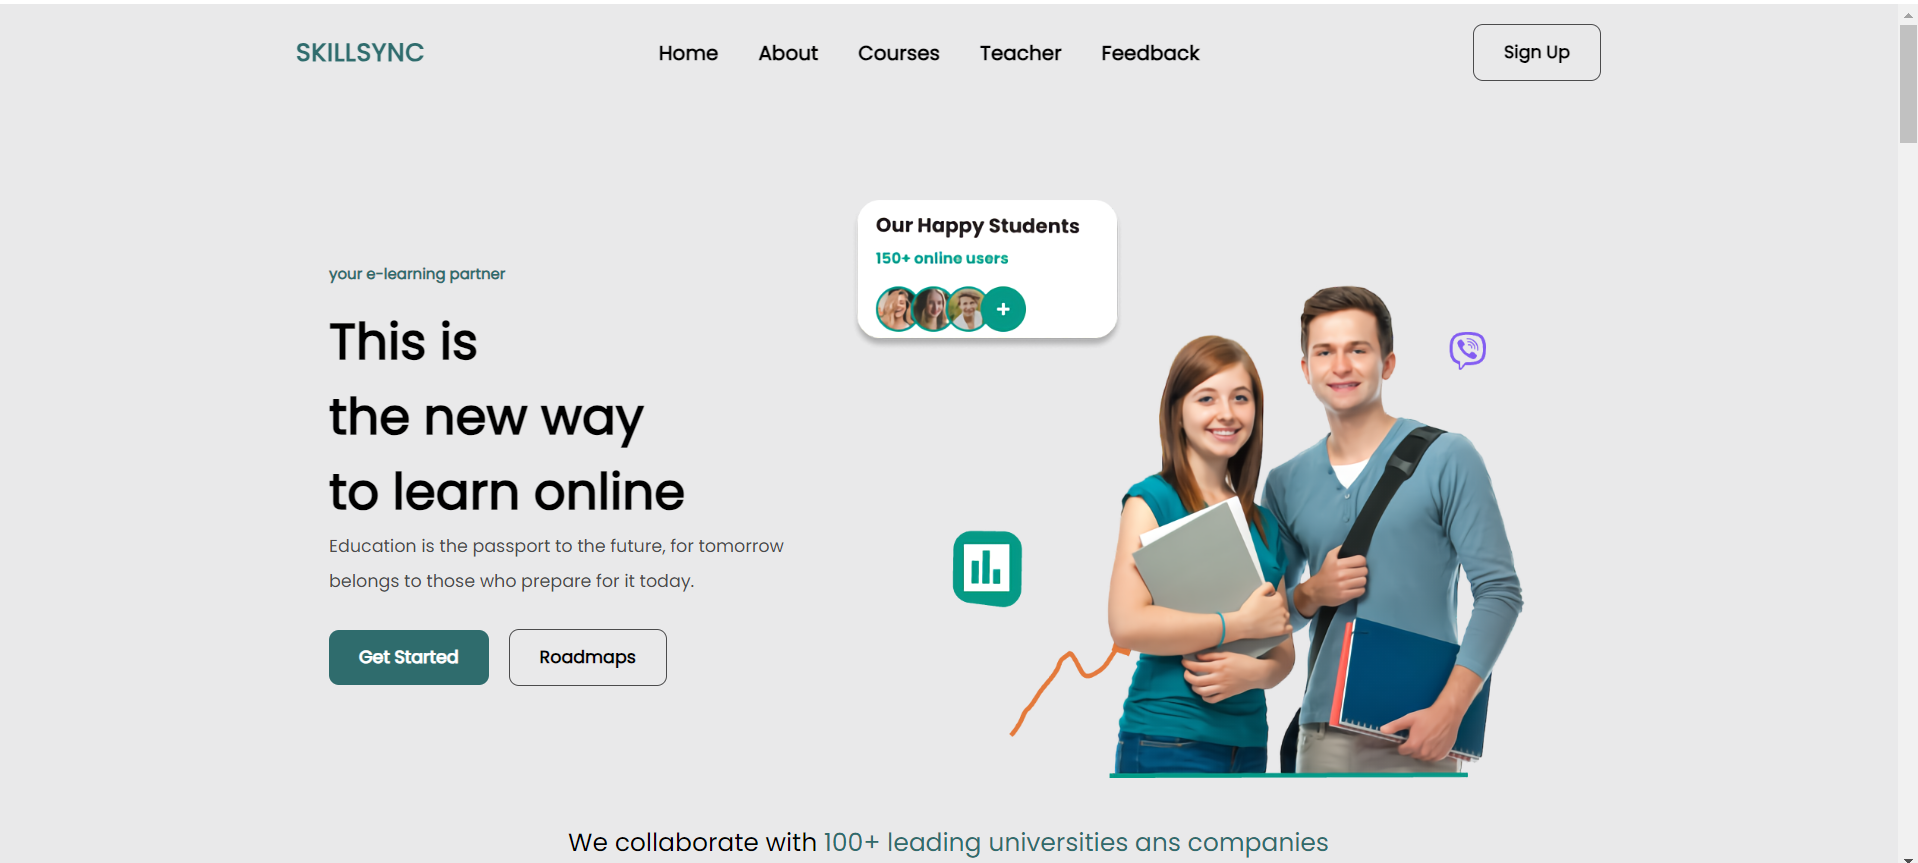 SKILLSYNC
Home About Courses Teacher Feedback
Sign Up
Our Happy Students
150+ online users
+
your e-learning partner
This is
the new way
to learn online
Education is the passport to the future, for tomorrow
belongs to those who prepare for it today.
Get Started
Roadmaps
We collaborate with 100+ leading universities ans companies